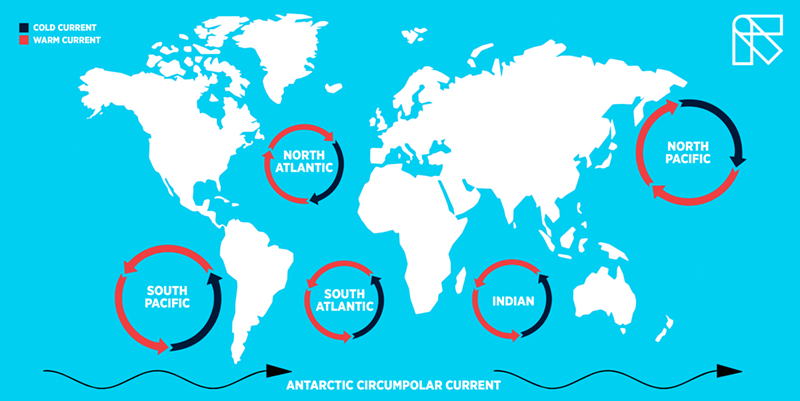 COLD CURRENT
WARM CURRENT
NORTH
ATLANTIC
NORTH
PACIFIC
SOUTH
PACIFIC
SOUTH
ATLANTIC
INDIAN
ANTARCTIC CIRCUMPOLAR CURRENT